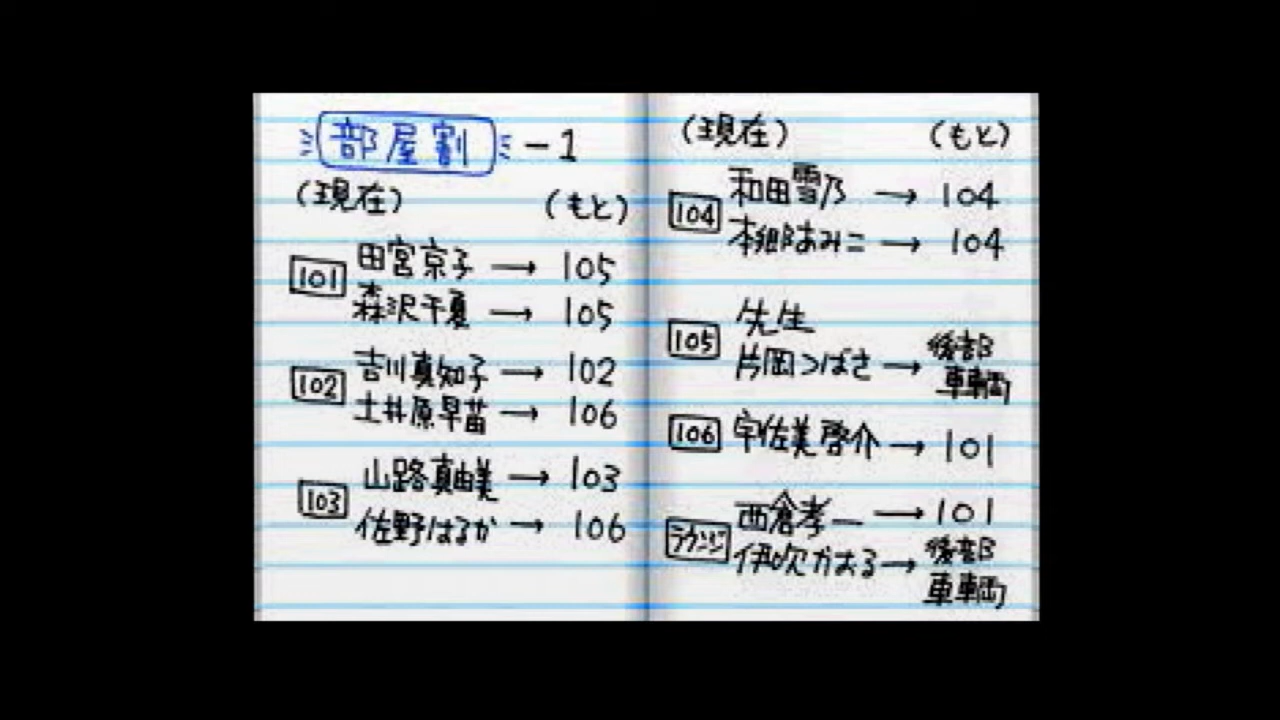 部屋割 -1
(現在) (もと)
101 田宮京子 → 105
森沢千夏 → 105
102 吉川真知子 → 102
土井原早苗 → 106
103 山路真由美 → 103
佐野はるか → 106
(現在) (もと)
104 和田雪乃 → 104
本郷あみこ → 104
105 先生
片岡つばさ → 後部
車輌
106 宇佐美啓介 → 101
ラウンジ 西倉孝一 → 101
伊吹かおる → 後部
車輌